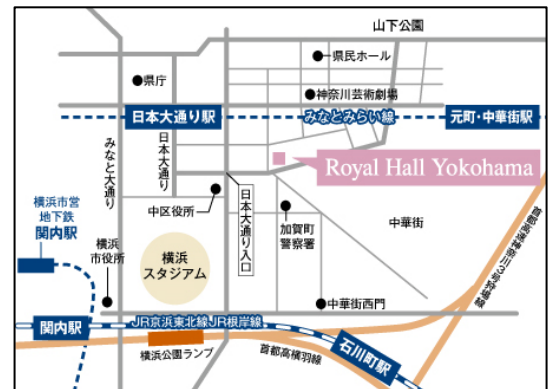 山下公園
県民ホール
県庁
神奈川芸術劇場
日本大通り駅
みなとみらい線
元町・中華街駅
みなと大通り
日本大通り
Royal Hall Yokohama
横浜市営
地下鉄
関内駅
中区役所
日本大通り入口
加賀町
警察署
中華街
首都高速神奈川3号狩場線
横浜
市役所
横浜
スタジアム
中華街西門
関内駅
JR京浜東北線 JR根岸線
石川町駅
横浜公園ランプ
首都高横羽線